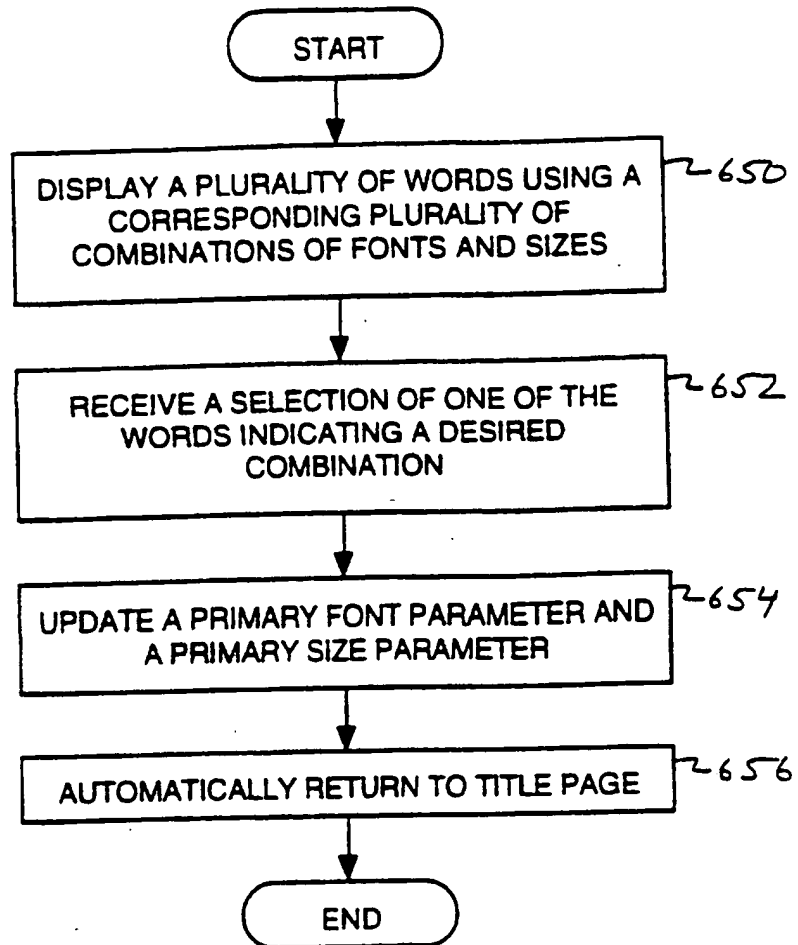 START
DISPLAY A PLURALITY OF WORDS USING A
CORRESPONDING PLURALITY OF
COMBINATIONS OF FONTS AND SIZES
650
RECEIVE A SELECTION OF ONE OF THE
WORDS INDICATING A DESIRED
COMBINATION
652
UPDATE A PRIMARY FONT PARAMETER AND
A PRIMARY SIZE PARAMETER
654
AUTOMATICALLY RETURN TO TITLE PAGE
656
END